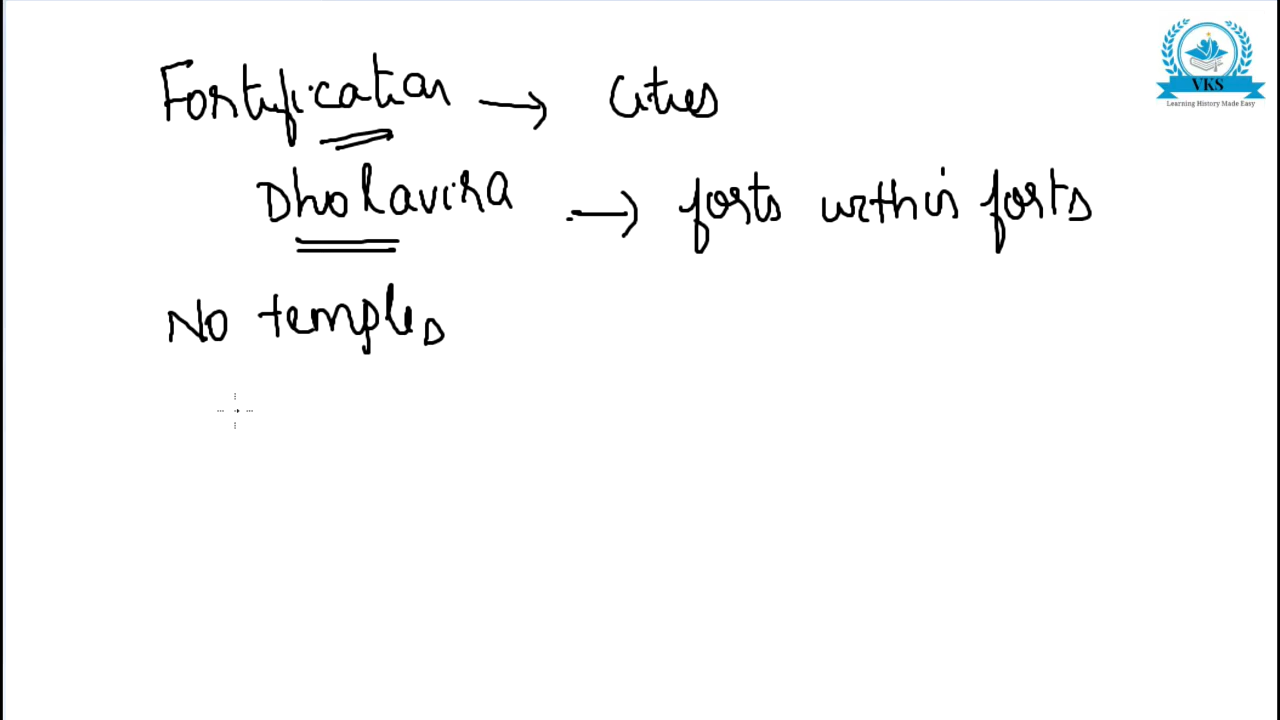 Fortification → Cities
Dholavira → forts within forts
No temples
VKS
Learning History Made Easy